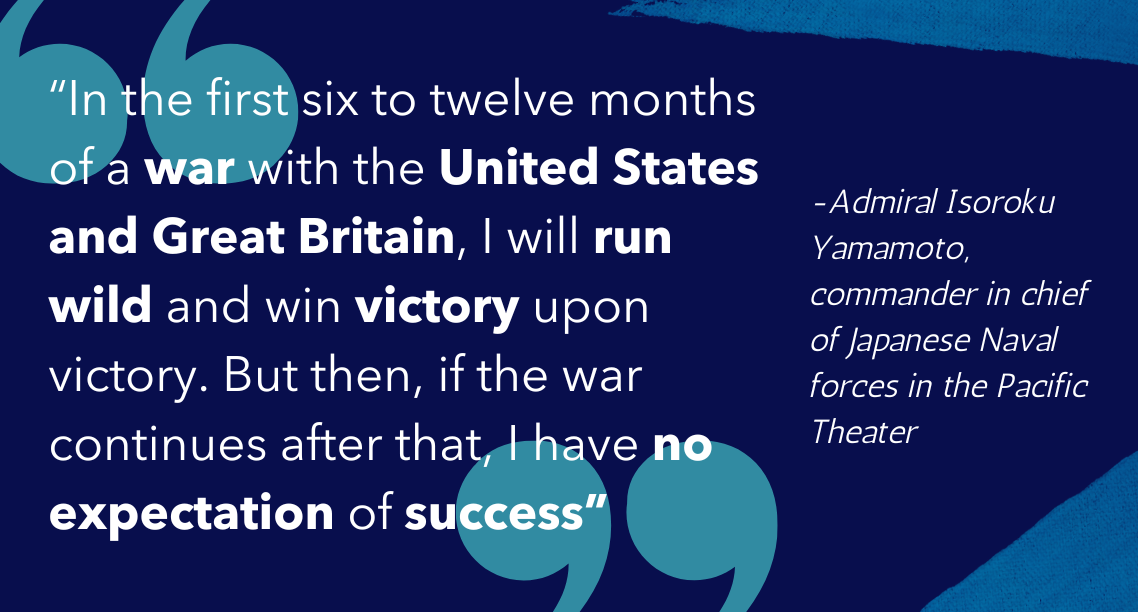 “In the first six to twelve months
of a war with the United States
and Great Britain, I will run
wild and win victory upon
victory. But then, if the war
continues after that, I have no
expectation of success”
-Admiral Isoroku
Yamamoto,
commander in chief
of Japanese Naval
forces in the Pacific
Theater